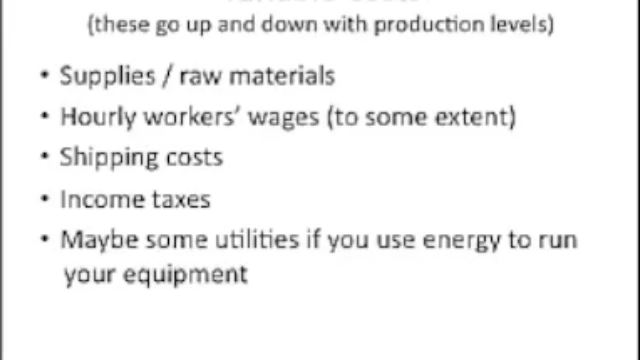 (these go up and down with production levels)
• Supplies / raw materials
• Hourly workers' wages (to some extent)
• Shipping costs
• Income taxes
• Maybe some utilities if you use energy to run
your equipment